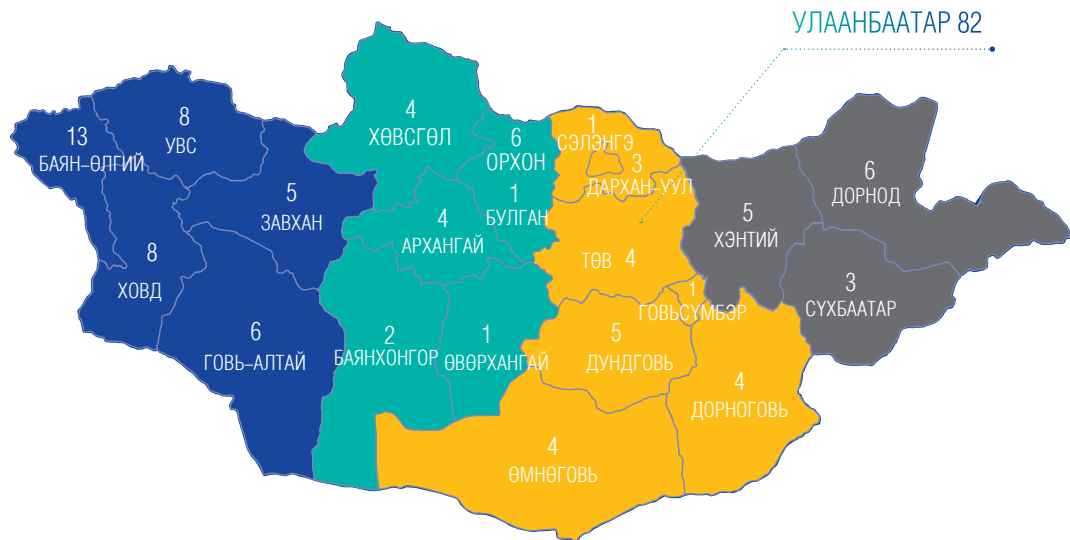 УЛААНБААТАР 82
13
БАЯН-ӨЛГИЙ
8
УВС
5
ЗАВХАН
8
ХОВД
6
ГОВЬ-АЛТАЙ
4
ХӨВСГӨЛ
6
ОРХОН
1
БУЛГАН
4
АРХАНГАЙ
2
БАЯНХОНГОР
1
ӨВӨРХАНГАЙ
1
СЭЛЭНГЭ
3
ДАРХАН-УУЛ
ТӨВ 4
1
ГОВЬСҮМБЭР
5
ДУНДГОВЬ
4
ДОРНОГОВЬ
4
ӨМНӨГОВЬ
5
ХЭНТИЙ
6
ДОРНОД
3
СҮХБААТАР